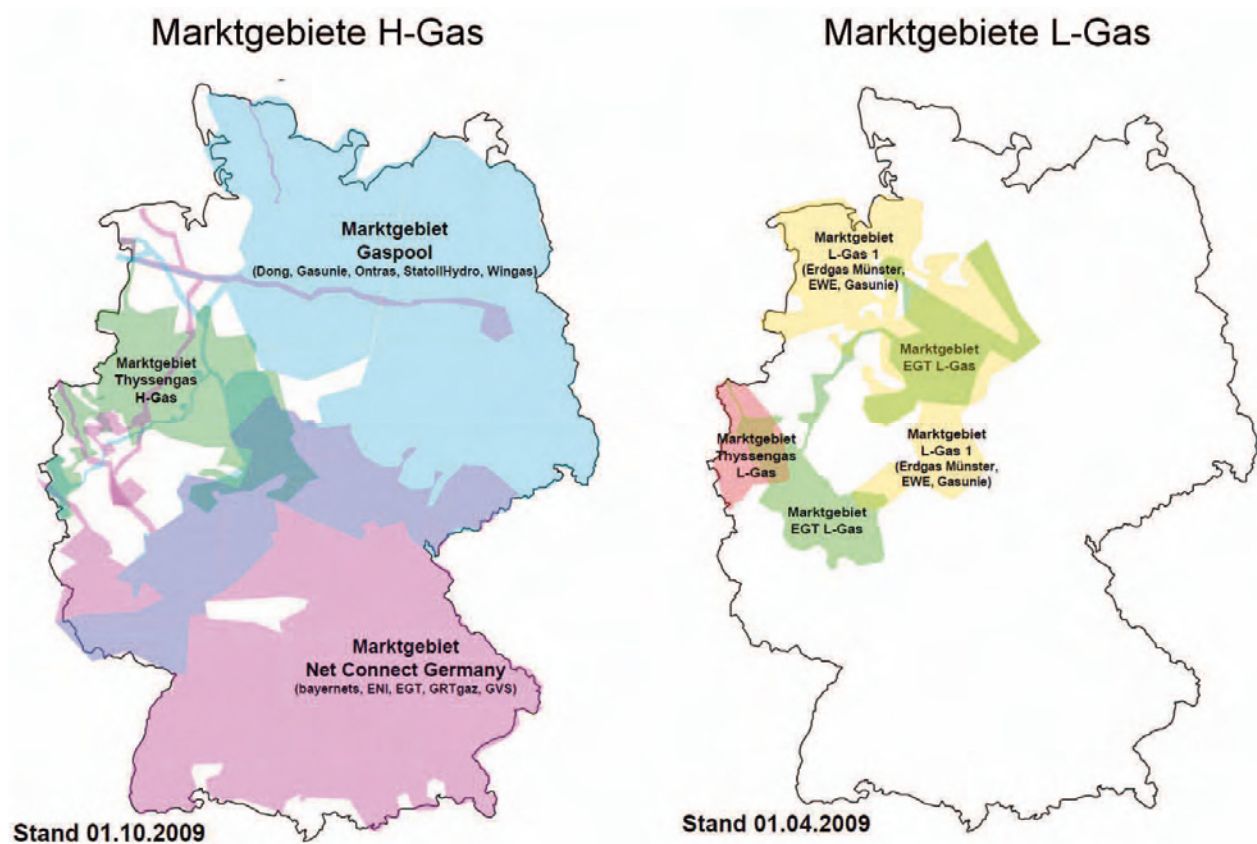 Marktgebiete H-Gas
Marktgebiet
Gaspool
(Dong, Gasunie, Ontras, StatoilHydro, Wingas)
Marktgebiet
Thyssengas
H-Gas
Marktgebiet
Net Connect Germany
(bayernets, ENI, EGT, GRTgaz, GVS)
Stand 01.10.2009
Marktgebiete L-Gas
Marktgebiet
L-Gas 1
(Erdgas Münster,
EWE, Gasunie)
Marktgebiet
EGT L-Gas
Marktgebiet
Thyssengas
L-Gas
Marktgebiet
L-Gas 1
(Erdgas Münster,
EWE, Gasunie)
Marktgebiet
EGT L-Gas
Stand 01.04.2009